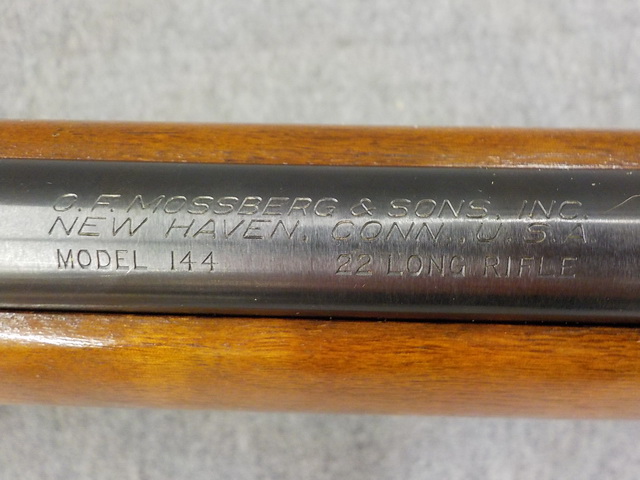 O. F. MOSSBERG & SONS, INC.
NEW HAVEN, CONN., U S A
MODEL 144 22 LONG RIFLE